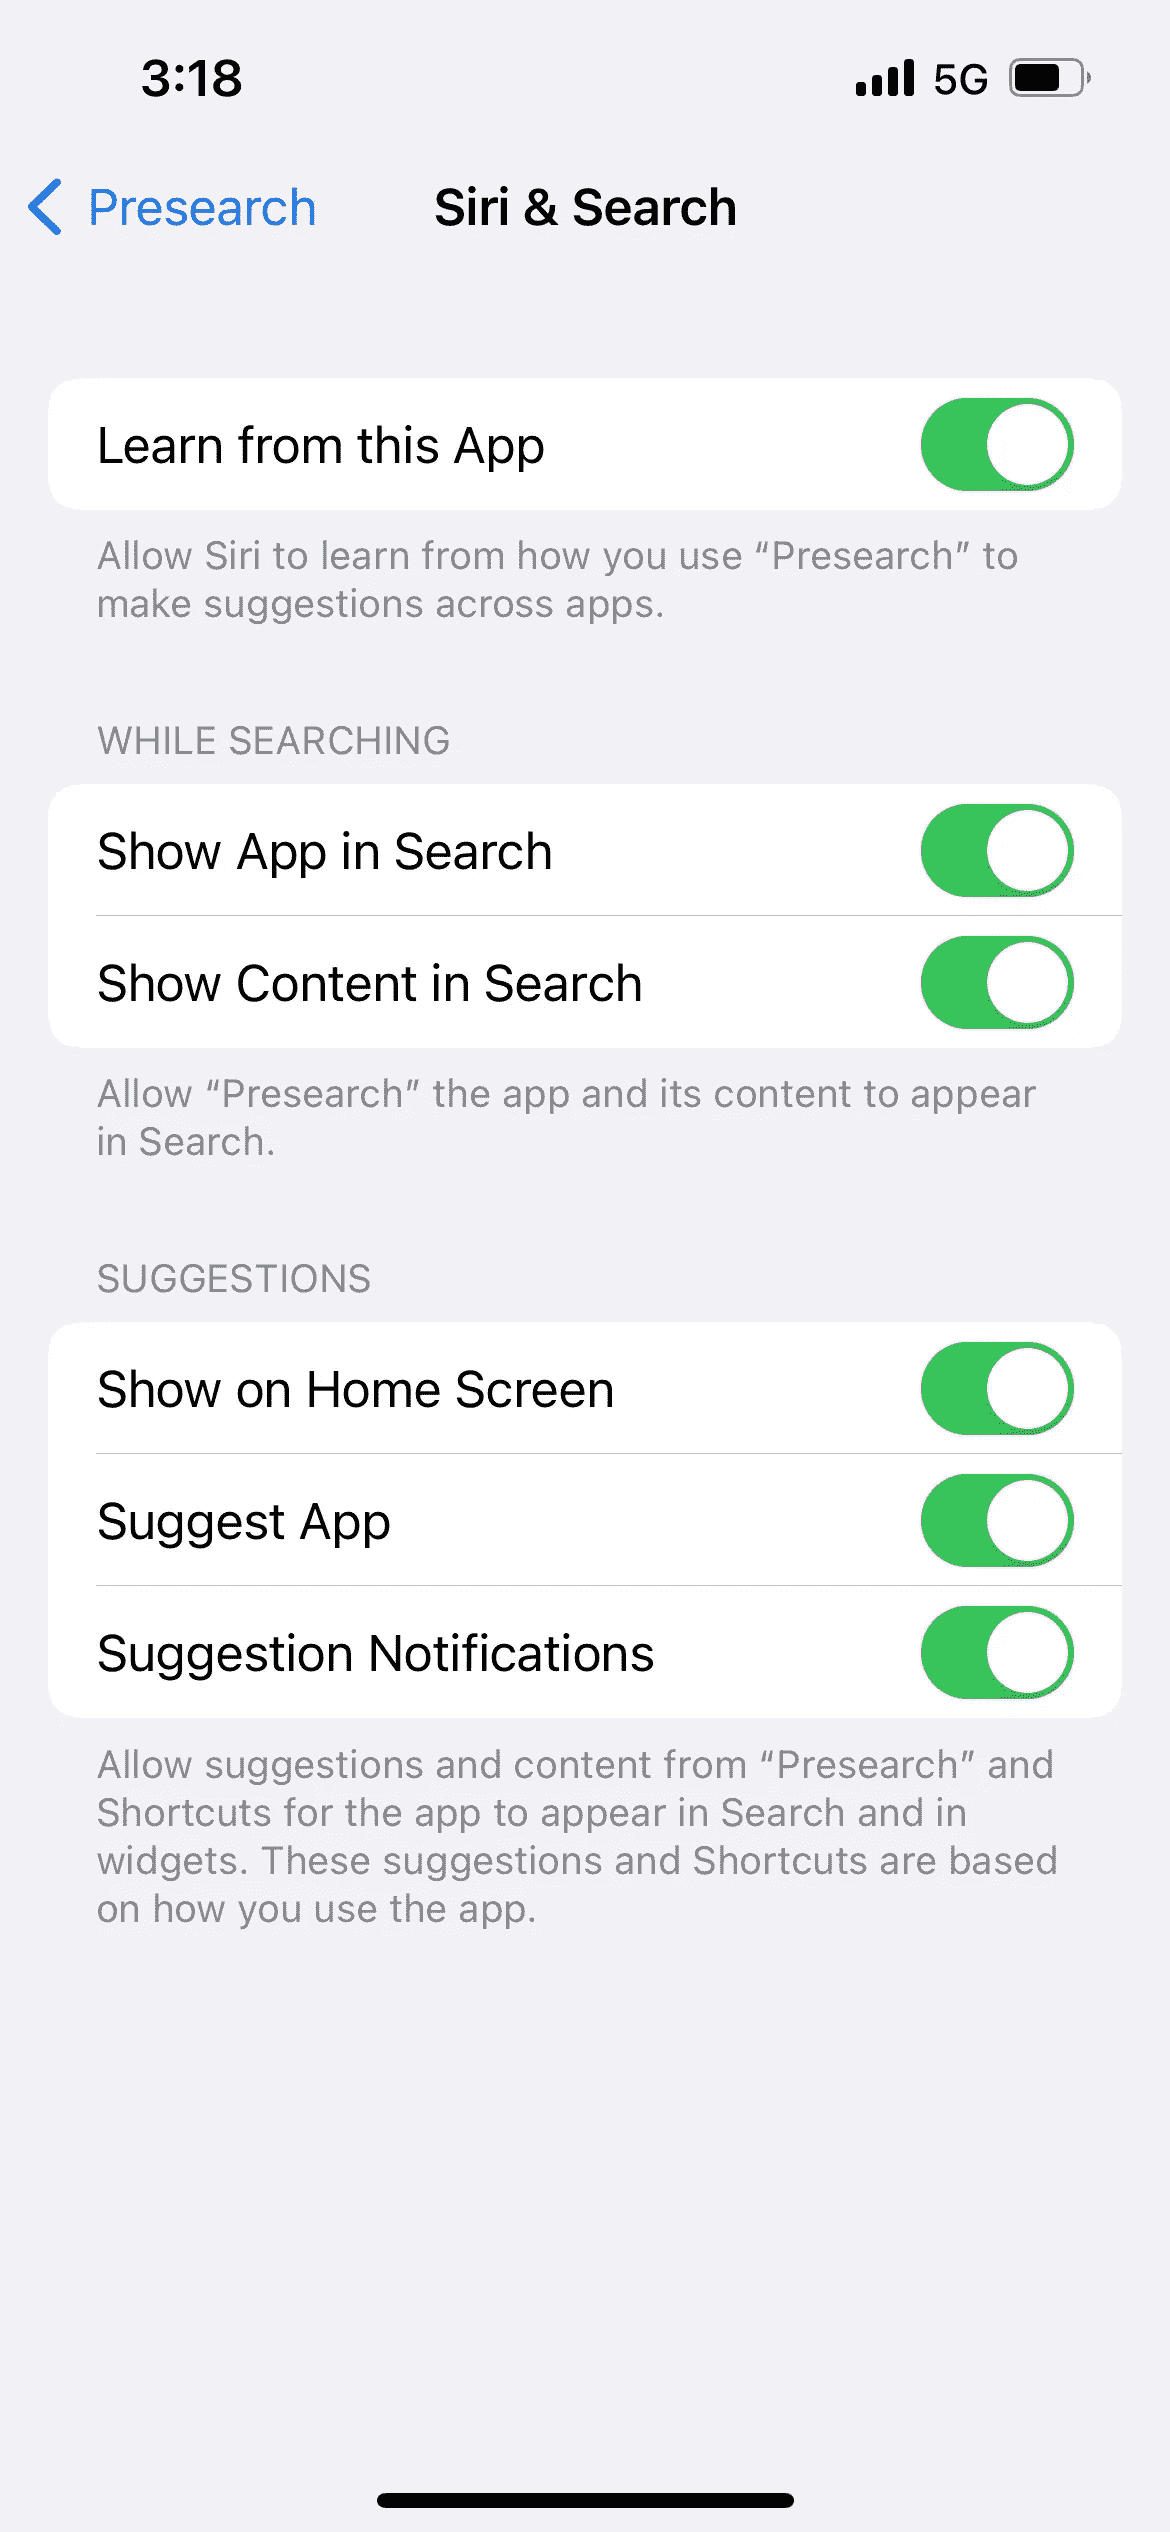 3:18 5G
Presearch Siri & Search
Learn from this App
Allow Siri to learn from how you use “Presearch” to
make suggestions across apps.
WHILE SEARCHING
Show App in Search
Show Content in Search
Allow “Presearch” the app and its content to appear
in Search.
SUGGESTIONS
Show on Home Screen
Suggest App
Suggestion Notifications
Allow suggestions and content from “Presearch” and
Shortcuts for the app to appear in Search and in
widgets. These suggestions and Shortcuts are based
on how you use the app.